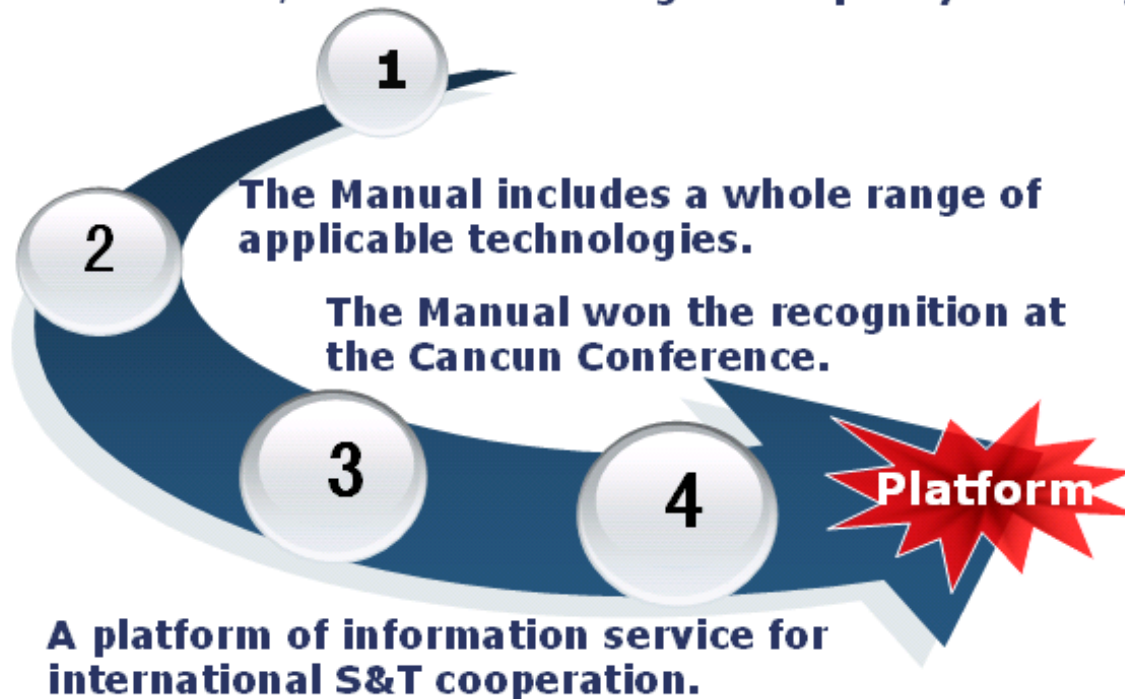 1
The Manual includes a whole range of
applicable technologies.
2
The Manual won the recognition at
the Cancun Conference.
3
4
Platform
A platform of information service for
international S&T cooperation.